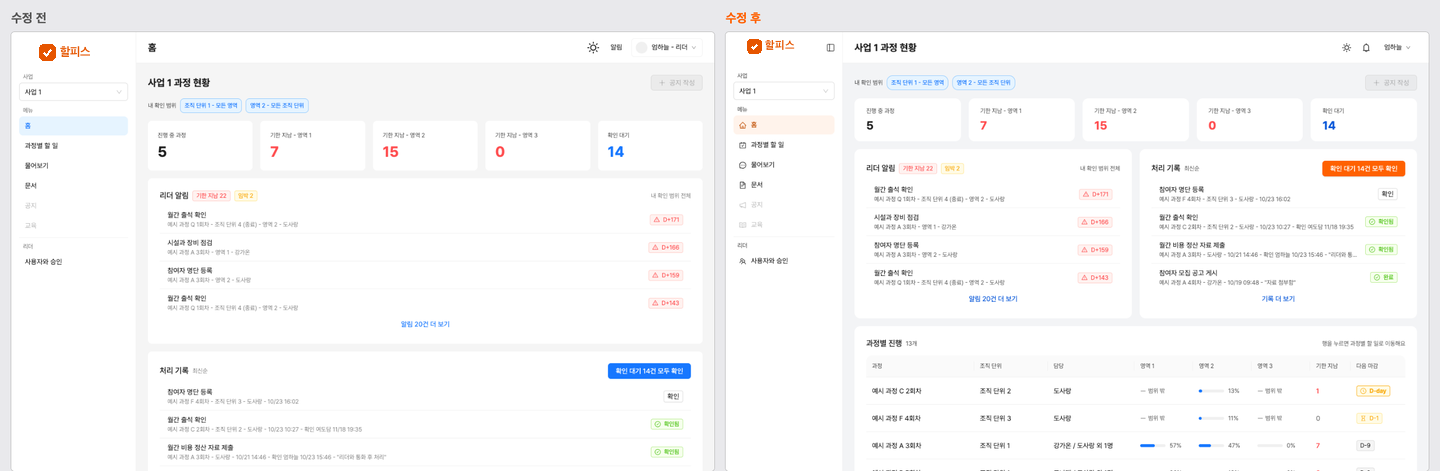 수정 전
할피스
홈
알림
엄하늘 - 리더
사업
사업 1
메뉴
홈
과정별 할 일
물어보기
문서
공지
교육
리더
사용자와 승인
사업 1 과정 현황
+ 공지 작성
내 확인 범위
조직 단위 1 - 모든 영역
영역 2 - 모든 조직 단위
진행 중 과정
5
기한 지남 - 영역 1
7
기한 지남 - 영역 2
15
기한 지남 - 영역 3
0
확인 대기
14
리더 알림
기한 지남 22
임박 2
내 확인 범위 전체
월간 출석 확인
예시 과정 Q 1회차 - 조직 단위 4 (종료) - 영역 2 - 도사랑
D+171
시설과 장비 점검
예시 과정 A 3회차 - 영역 1 - 강가온
D+166
참여자 명단 등록
예시 과정 A 3회차 - 영역 2 - 도사랑
D+159
월간 출석 확인
예시 과정 Q 1회차 - 조직 단위 4 (종료) - 영역 2 - 도사랑
D+143
알림 20건 더 보기
처리 기록
최신순
확인 대기 14건 모두 확인
참여자 명단 등록
예시 과정 F 4회차 - 조직 단위 3 - 도사랑 - 10/23 16:02
확인
월간 출석 확인
예시 과정 C 2회차 - 조직 단위 2 - 도사랑 - 10/23 10:27 - 확인 여도담 11/18 19:35
확인됨
월간 비용 정산 자료 제출
예시 과정 A 3회차 - 도사랑 - 10/21 14:46 - 확인 엄하늘 10/23 15:46 - "리더와 통화 후 처리"
확인됨
수정 후
할피스
사업 1 과정 현황
엄하늘
사업
사업 1
메뉴
홈
과정별 할 일
물어보기
문서
공지
교육
리더
사용자와 승인
내 확인 범위
조직 단위 1 - 모든 영역
영역 2 - 모든 조직 단위
+ 공지 작성
진행 중 과정
5
기한 지남 - 영역 1
7
기한 지남 - 영역 2
15
기한 지남 - 영역 3
0
확인 대기
14
리더 알림
기한 지남 22
임박 2
내 확인 범위 전체
월간 출석 확인
예시 과정 Q 1회차 - 조직 단위 4 (종료) - 영역 2 - 도사랑
D+171
시설과 장비 점검
예시 과정 A 3회차 - 영역 1 - 강가온
D+166
참여자 명단 등록
예시 과정 A 3회차 - 영역 2 - 도사랑
D+159
월간 출석 확인
예시 과정 Q 1회차 - 조직 단위 4 (종료) - 영역 2 - 도사랑
D+143
알림 20건 더 보기
처리 기록
최신순
확인 대기 14건 모두 확인
참여자 명단 등록
예시 과정 F 4회차 - 조직 단위 3 - 도사랑 - 10/23 16:02
확인
월간 출석 확인
예시 과정 C 2회차 - 조직 단위 2 - 도사랑 - 10/23 10:27 - 확인 여도담 11/18 19:35
확인됨
월간 비용 정산 자료 제출
예시 과정 A 3회차 - 도사랑 - 10/21 14:46 - 확인 엄하늘 10/23 15:46 - "리더와 통...
확인됨
참여자 모집 공고 게시
예시 과정 A 4회차 - 강가온 - 10/19 09:48 - "자료 첨부함"
완료
기록 더 보기
과정별 진행
13개
행을 누르면 과정별 할 일로 이동해요
과정
조직 단위
담당
영역 1
영역 2
영역 3
기한 지남
다음 마감
예시 과정 C 2회차
조직 단위 2
도사랑
— 범위 밖
13%
— 범위 밖
1
D-day
예시 과정 F 4회차
조직 단위 3
도사랑
— 범위 밖
11%
— 범위 밖
0
D-1
예시 과정 A 3회차
조직 단위 1
강가온 / 도사랑 외 1명
57%
47%
0%
7
D-9